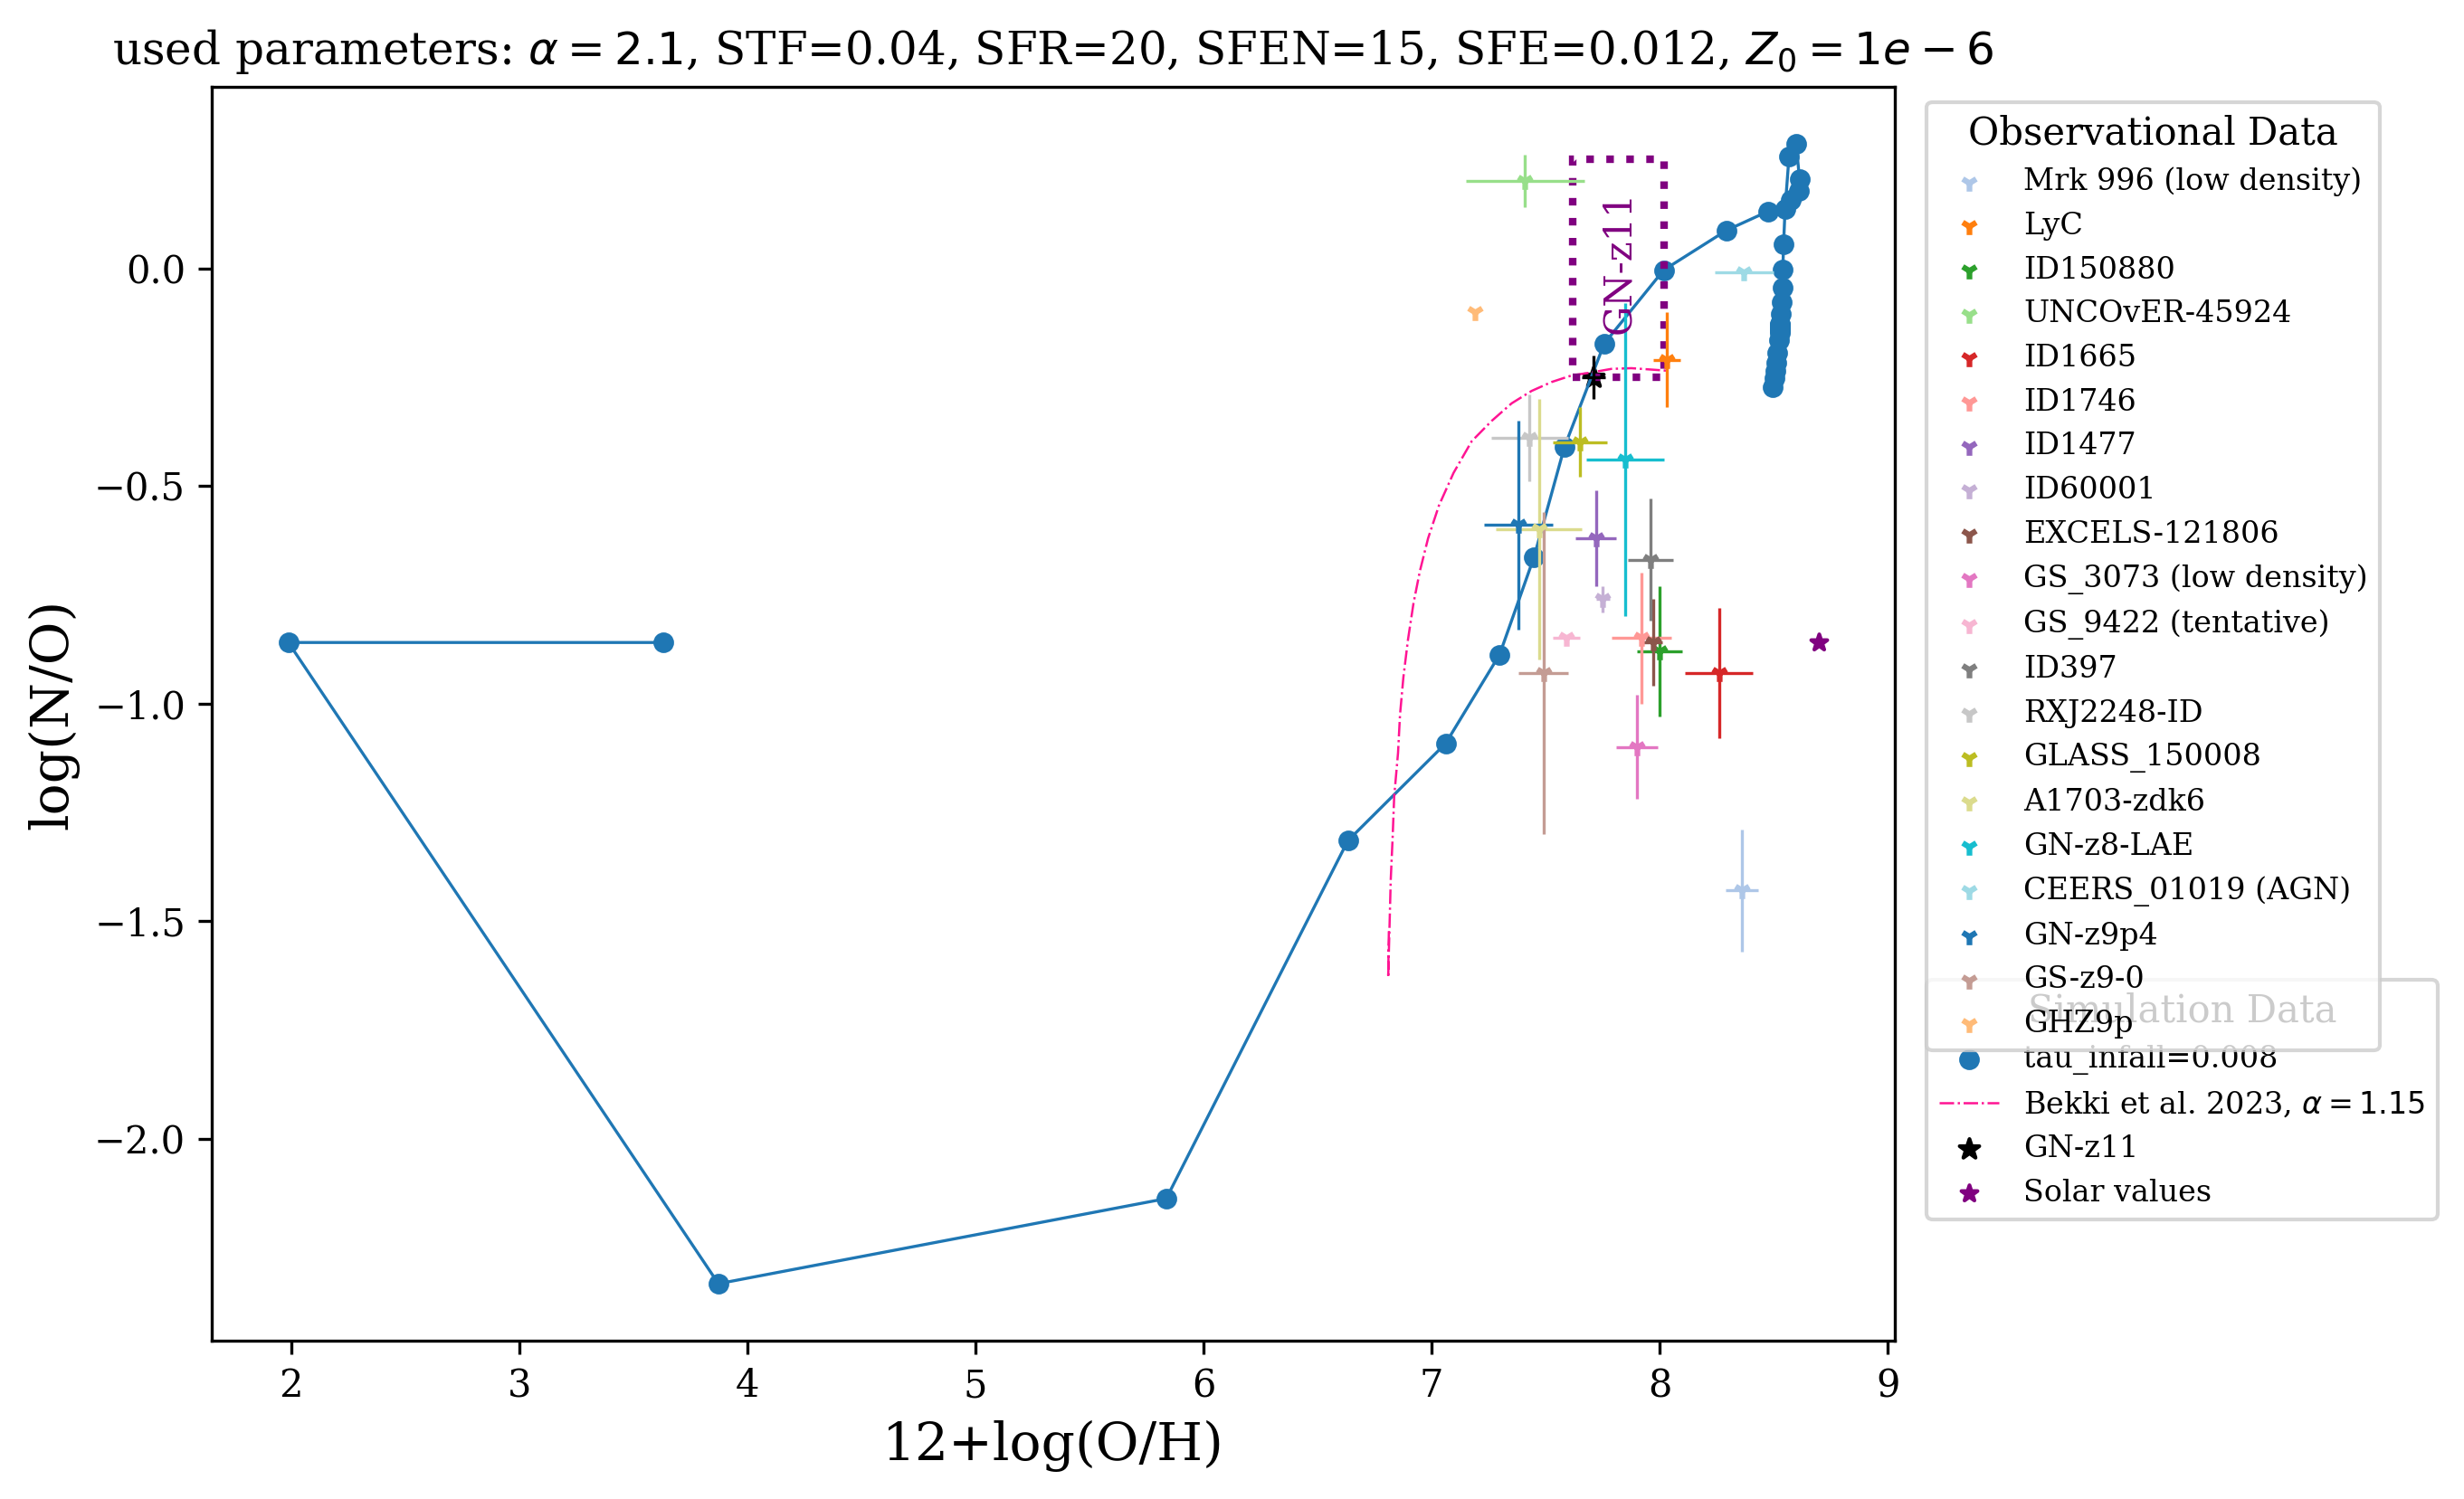 used parameters: α = 2.1, STF=0.04, SFR=20, SFEN=15, SFE=0.012, Z₀ = 1e − 6
log(N/O)
0.0
−0.5
−1.0
−1.5
−2.0
GN-z11
2 3 4 5 6 7 8 9
12+log(O/H)
Observational Data
Mrk 996 (low density)
LyC
ID150880
UNCOvER-45924
ID1665
ID1746
ID1477
ID60001
EXCELS-121806
GS_3073 (low density)
GS_9422 (tentative)
ID397
RXJ2248-ID
GLASS_150008
A1703-zdk6
GN-z8-LAE
CEERS_01019 (AGN)
GN-z9p4
GS-z9-0
Simulation Data
GHZ9p
tau_infall=0.008
Bekki et al. 2023, α = 1.15
GN-z11
Solar values